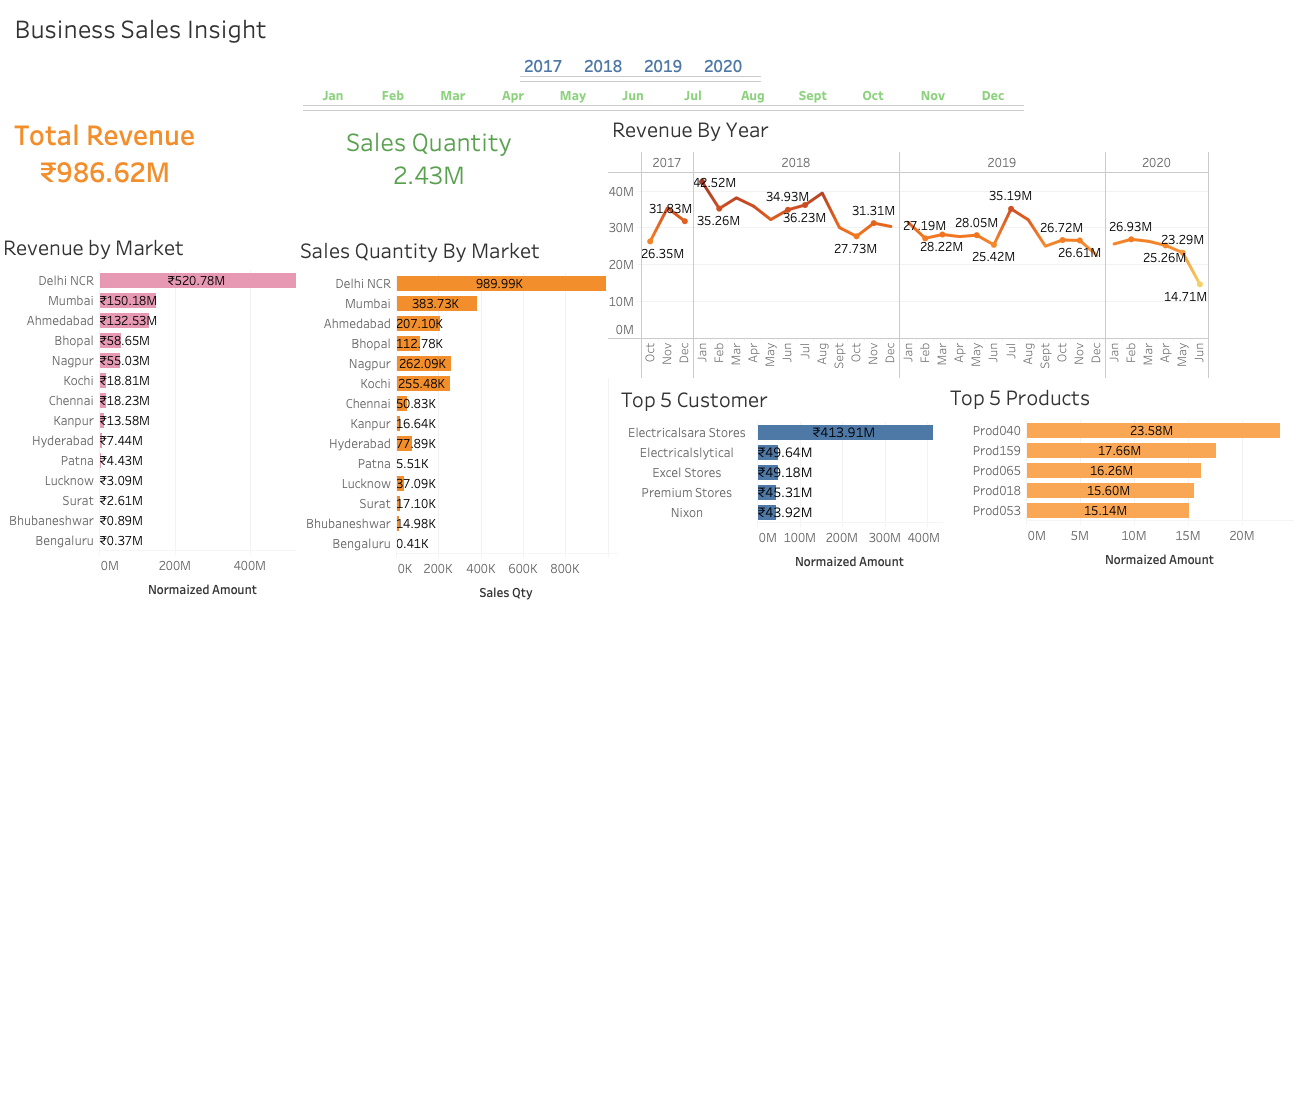 Business Sales Insight
2017 2018 2019 2020
Jan Feb Mar Apr May Jun Jul Aug Sept Oct Nov Dec
Total Revenue
₹986.62M
Sales Quantity
2.43M
Revenue By Year
2017 2018 2019 2020
40M
30M
20M
10M
0M
26.35M
31.83M
42.52M
35.26M
34.93M
36.23M
27.73M
31.31M
27.19M
28.22M
28.05M
25.42M
35.19M
26.72M
26.61M
26.93M
25.26M
23.29M
14.71M
Oct Nov Dec Jan Feb Mar Apr May Jun Jul Aug Sept Oct Nov Dec Jan Feb Mar Apr May Jun Jul Aug Sept Oct Nov Dec Jan Feb Mar Apr May Jun
Revenue by Market
Delhi NCR ₹520.78M
Mumbai ₹150.18M
Ahmedabad ₹132.53M
Bhopal ₹58.65M
Nagpur ₹55.03M
Kochi ₹18.81M
Chennai ₹18.23M
Kanpur ₹13.58M
Hyderabad ₹7.44M
Patna ₹4.43M
Lucknow ₹3.09M
Surat ₹2.61M
Bhubaneshwar ₹0.89M
Bengaluru ₹0.37M
0M 200M 400M
Normaized Amount
Sales Quantity By Market
Delhi NCR 989.99K
Mumbai 383.73K
Ahmedabad 207.10K
Bhopal 112.78K
Nagpur 262.09K
Kochi 255.48K
Chennai 50.83K
Kanpur 16.64K
Hyderabad 77.89K
Patna 5.51K
Lucknow 37.09K
Surat 17.10K
Bhubaneshwar 14.98K
Bengaluru 0.41K
0K 200K 400K 600K 800K
Sales Qty
Top 5 Customer
Electricalsara Stores ₹413.91M
Electricalslytical ₹49.64M
Excel Stores ₹49.18M
Premium Stores ₹45.31M
Nixon ₹43.92M
0M 100M 200M 300M 400M
Normaized Amount
Top 5 Products
Prod040 23.58M
Prod159 17.66M
Prod065 16.26M
Prod018 15.60M
Prod053 15.14M
0M 5M 10M 15M 20M
Normaized Amount